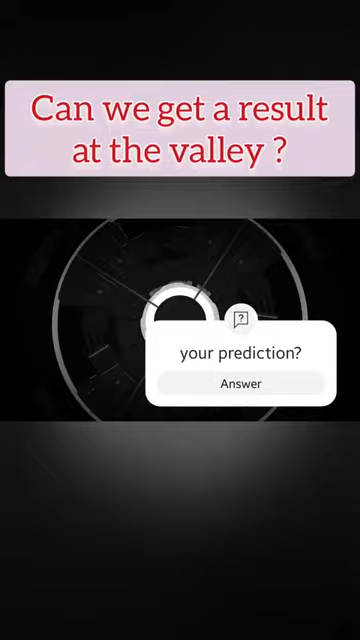 Can we get a result
at the valley ?
?
your prediction?
Answer